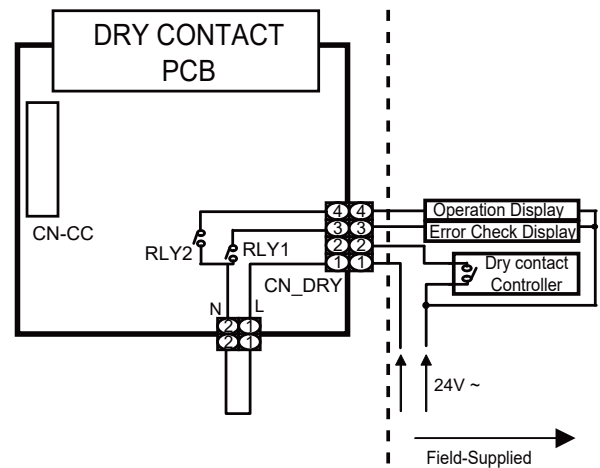 DRY CONTACT
PCB
CN-CC
4 4
3 3
2 2
1 1
Operation Display
Error Check Display
RLY2
RLY1
Dry contact
Controller
CN_DRY
N
L
2 1
2 1
24V ~
Field-Supplied